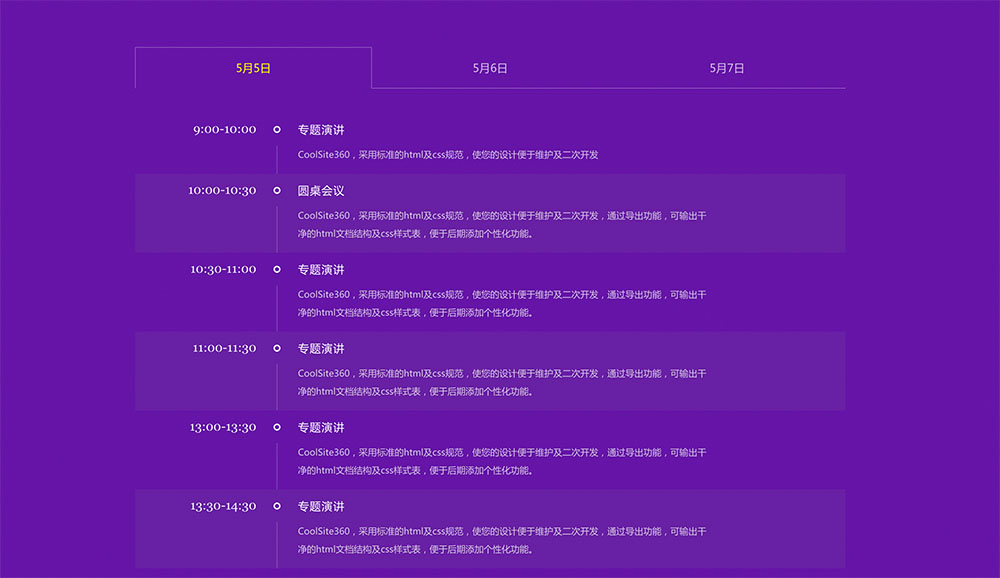 5月5日 5月6日 5月7日
9:00-10:00 专题演讲
CoolSite360，采用标准的html及css规范，使您的设计便于维护及二次开发
10:00-10:30 圆桌会议
CoolSite360，采用标准的html及css规范，使您的设计便于维护及二次开发，通过导出功能，可输出干
净的html文档结构及css样式表，便于后期添加个性化功能。
10:30-11:00 专题演讲
CoolSite360，采用标准的html及css规范，使您的设计便于维护及二次开发，通过导出功能，可输出干
净的html文档结构及css样式表，便于后期添加个性化功能。
11:00-11:30 专题演讲
CoolSite360，采用标准的html及css规范，使您的设计便于维护及二次开发，通过导出功能，可输出干
净的html文档结构及css样式表，便于后期添加个性化功能。
13:00-13:30 专题演讲
CoolSite360，采用标准的html及css规范，使您的设计便于维护及二次开发，通过导出功能，可输出干
净的html文档结构及css样式表，便于后期添加个性化功能。
13:30-14:30 专题演讲
CoolSite360，采用标准的html及css规范，使您的设计便于维护及二次开发，通过导出功能，可输出干
净的html文档结构及css样式表，便于后期添加个性化功能。